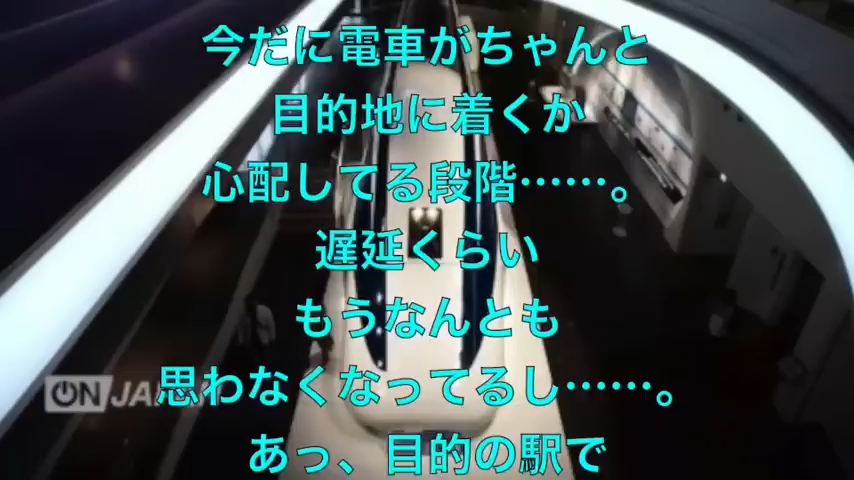 今だに電車がちゃんと
目的地に着くか
心配してる段階……。
遅延くらい
もうなんとも
思わなくなってるし……。
あっ、目的の駅で
ON